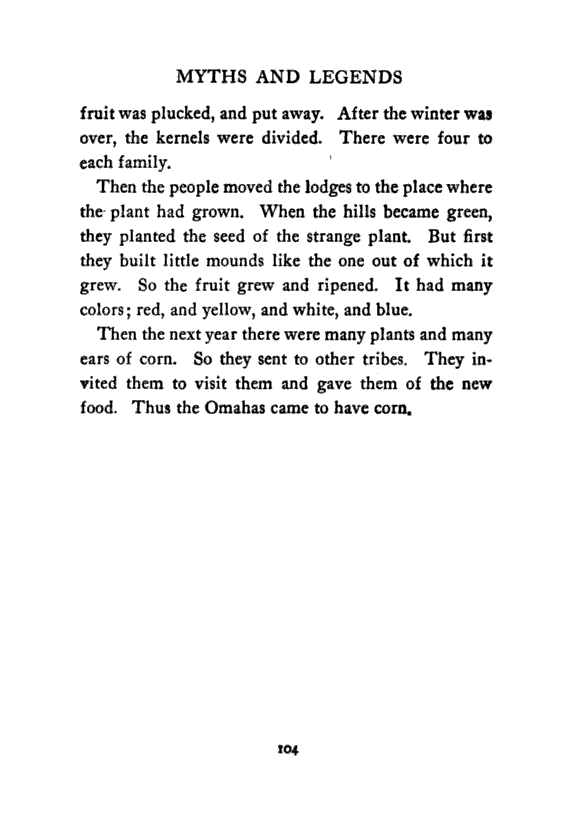 MYTHS AND LEGENDS
fruit was plucked, and put away. After the winter was
over, the kernels were divided. There were four to
each family.
Then the people moved the lodges to the place where
the plant had grown. When the hills became green,
they planted the seed of the strange plant. But first
they built little mounds like the one out of which it
grew. So the fruit grew and ripened. It had many
colors; red, and yellow, and white, and blue.
Then the next year there were many plants and many
ears of corn. So they sent to other tribes. They in-
vited them to visit them and gave them of the new
food. Thus the Omahas came to have corn.
104